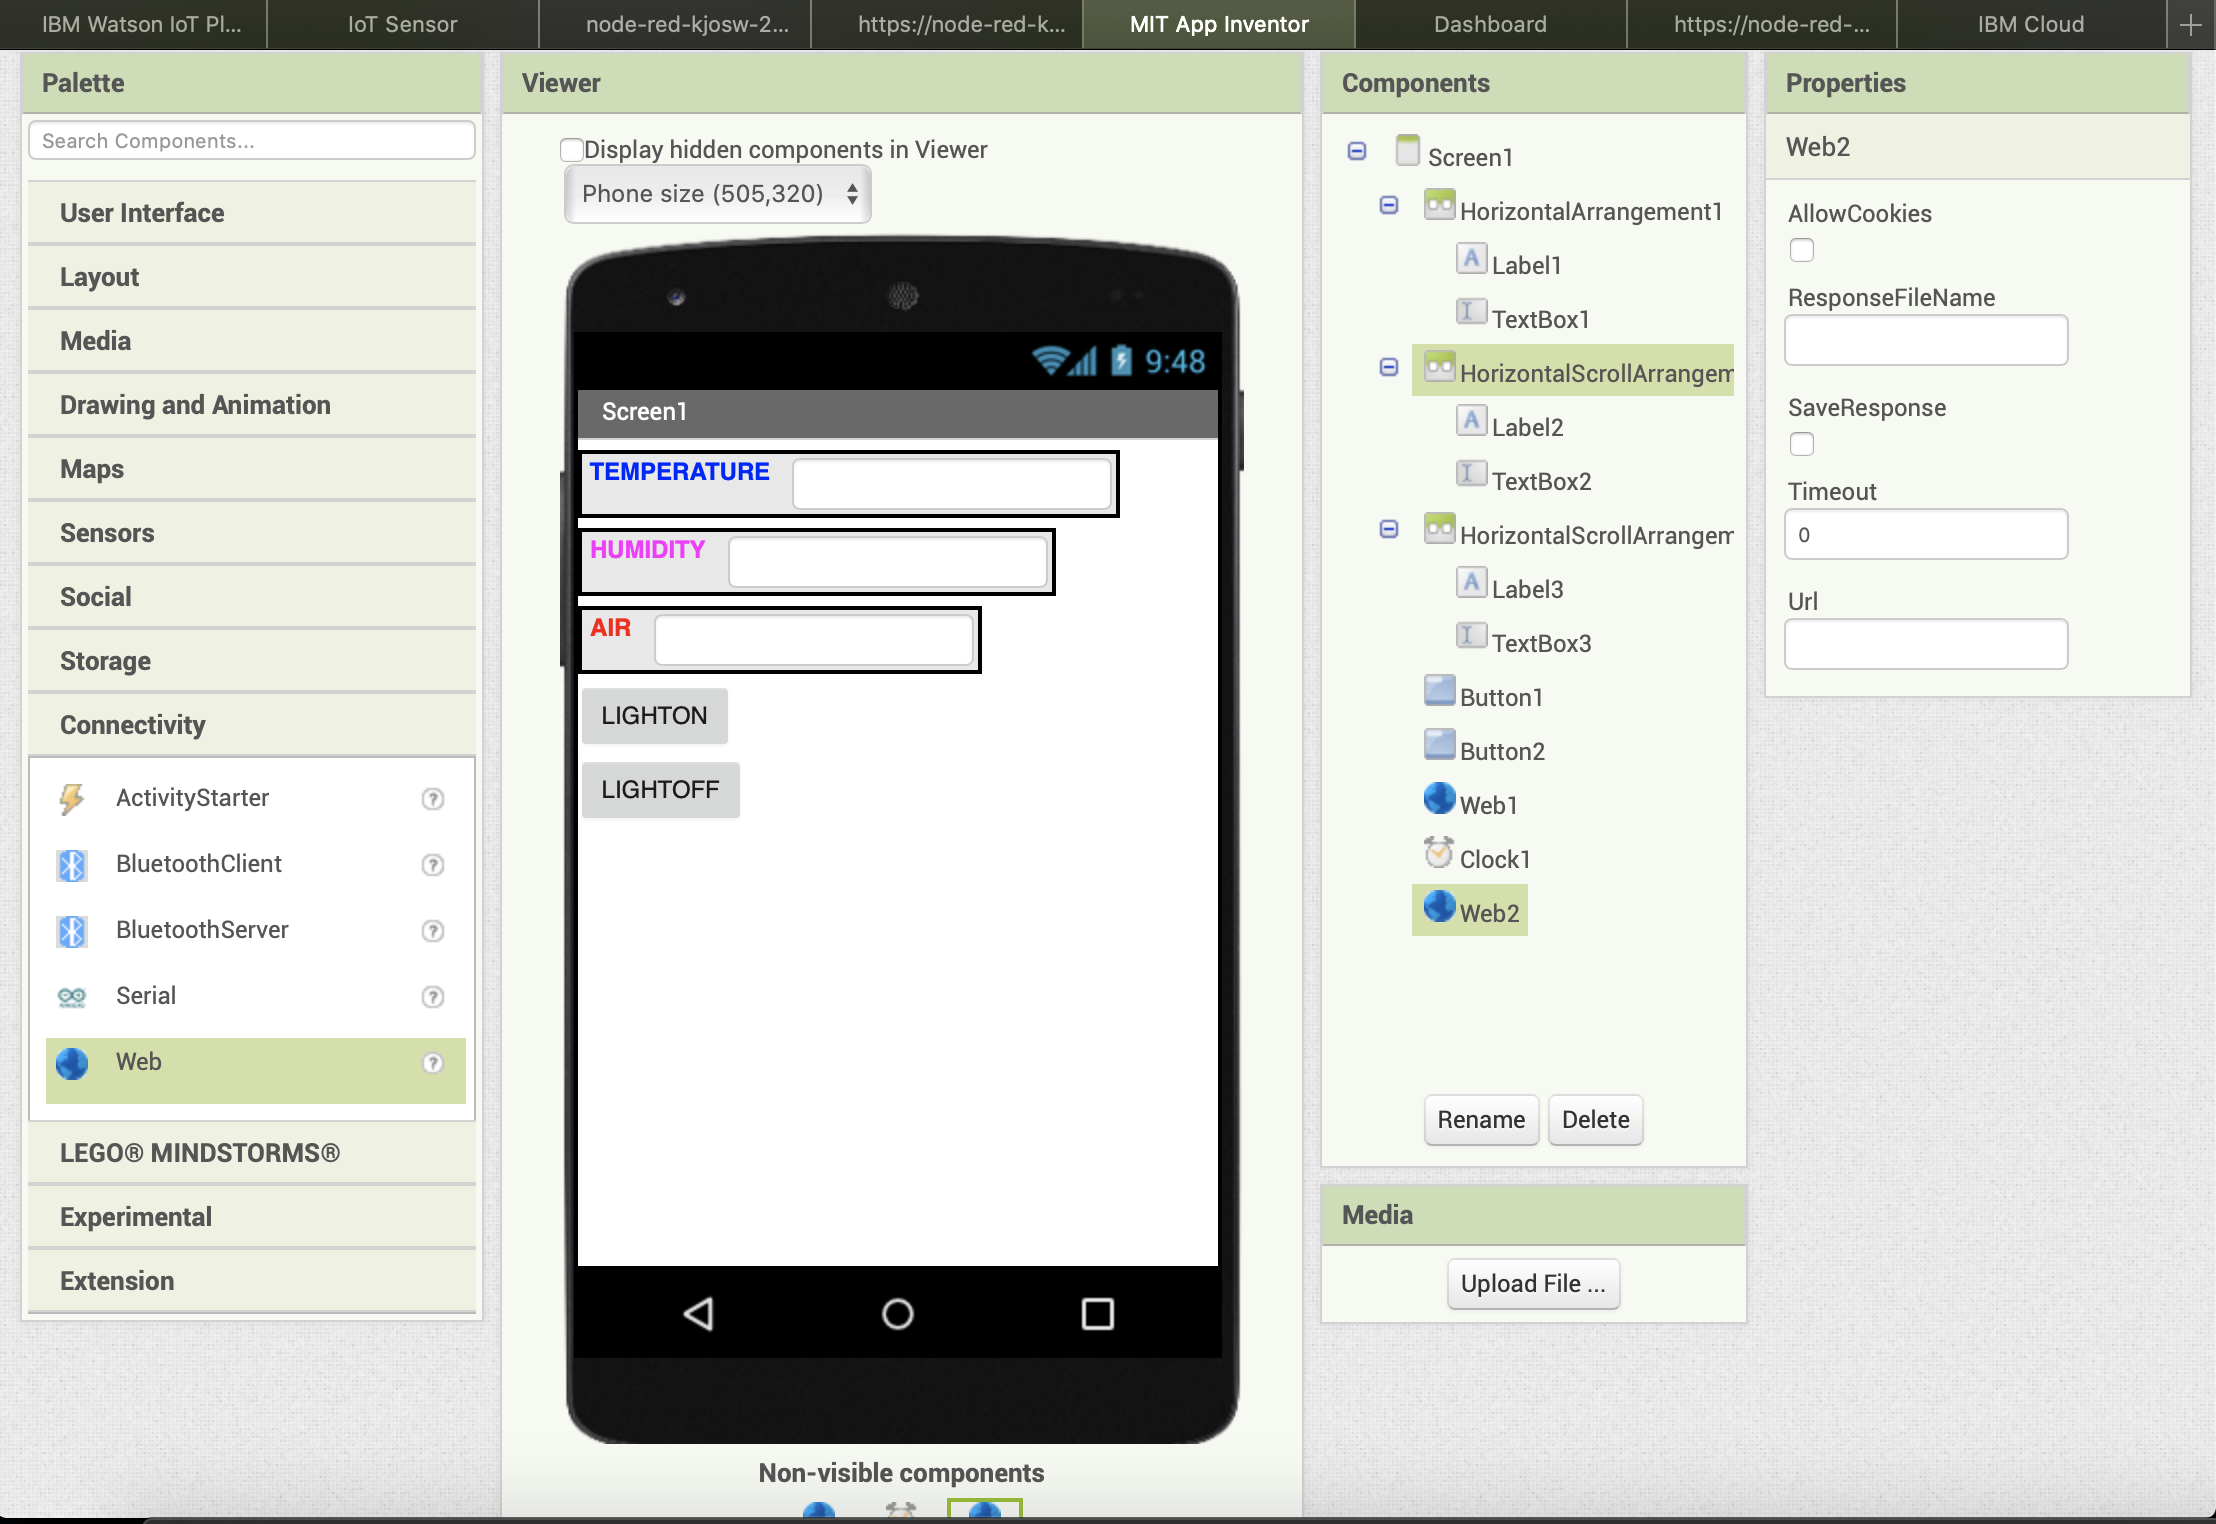 IBM Watson IoT Pl...
IoT Sensor
node-red-kjosw-2...
https://node-red-k...
MIT App Inventor
Dashboard
https://node-red-...
IBM Cloud
Palette
Search Components...
User Interface
Layout
Media
Drawing and Animation
Maps
Sensors
Social
Storage
Connectivity
ActivityStarter
BluetoothClient
BluetoothServer
Serial
Web
LEGO® MINDSTORMS®
Experimental
Extension
Viewer
Display hidden components in Viewer
Phone size (505,320)
9:48
Screen1
TEMPERATURE
HUMIDITY
AIR
LIGHTON
LIGHTOFF
Non-visible components
Components
Screen1
HorizontalArrangement1
Label1
TextBox1
HorizontalScrollArrangem
Label2
TextBox2
HorizontalScrollArrangem
Label3
TextBox3
Button1
Button2
Web1
Clock1
Web2
Rename
Delete
Media
Upload File ...
Properties
Web2
AllowCookies
ResponseFileName
SaveResponse
Timeout
0
Url